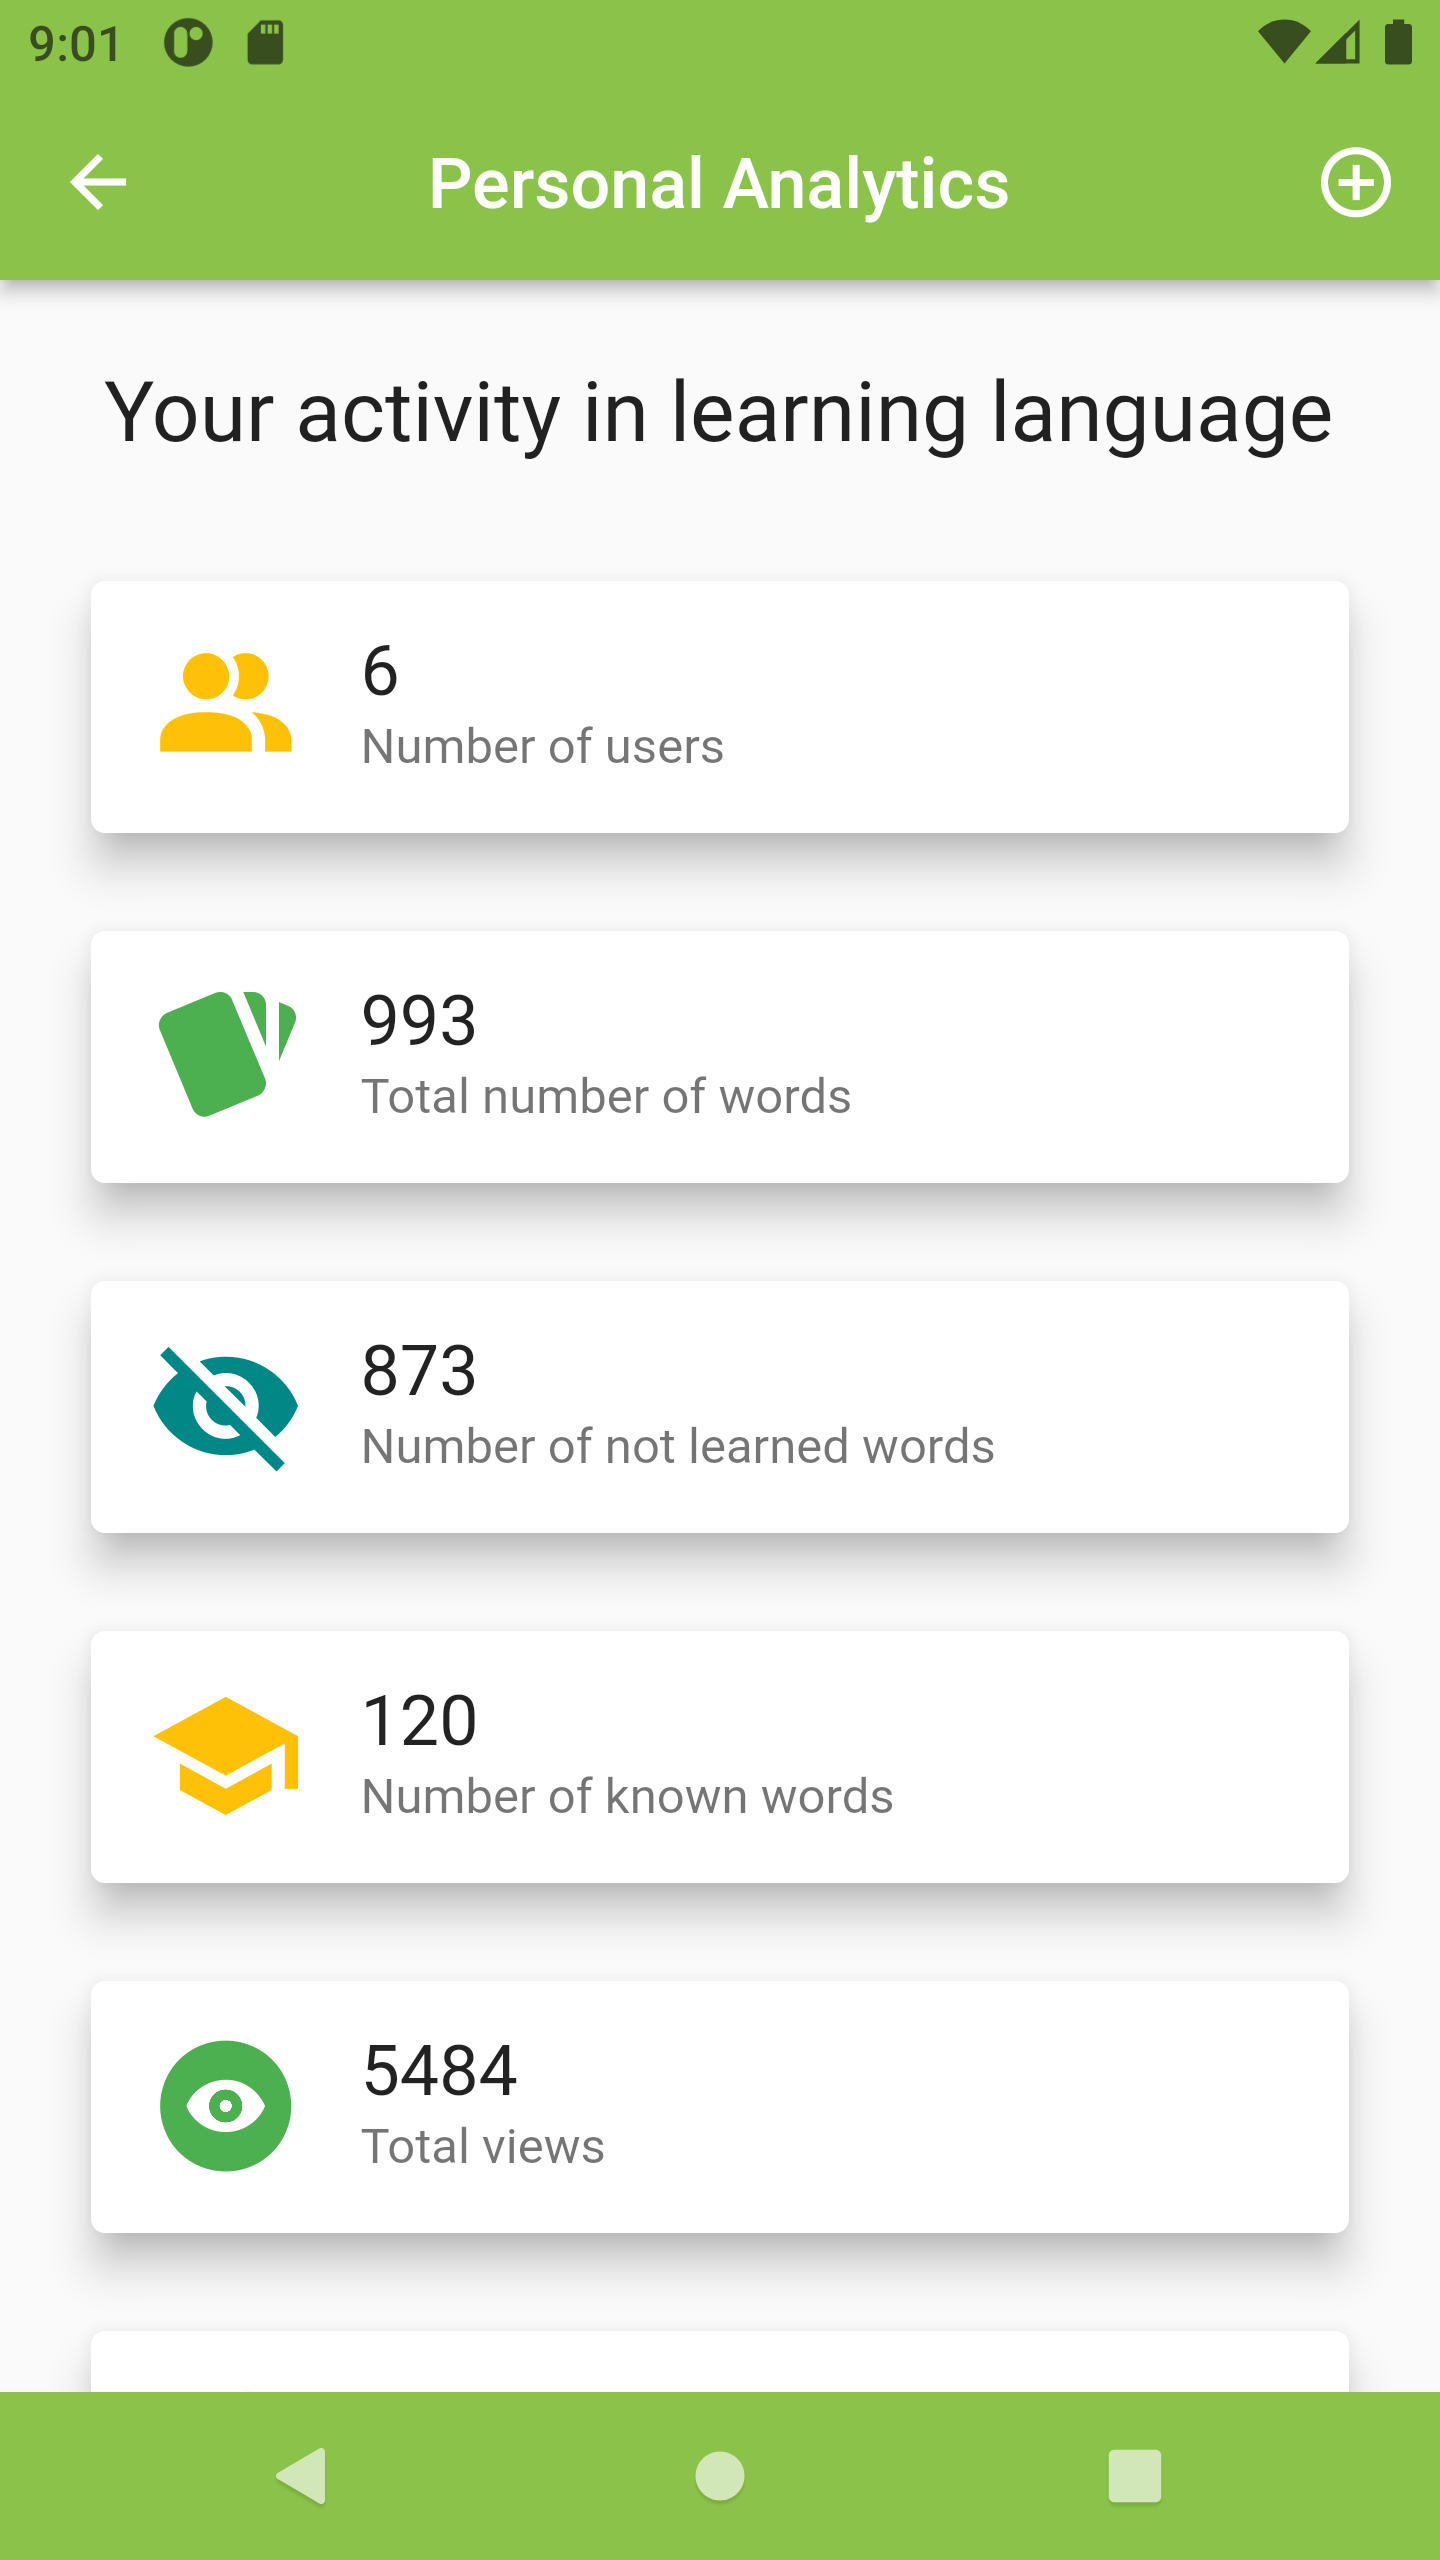 9:01
Personal Analytics
Your activity in learning language
6
Number of users
993
Total number of words
873
Number of not learned words
120
Number of known words
5484
Total views